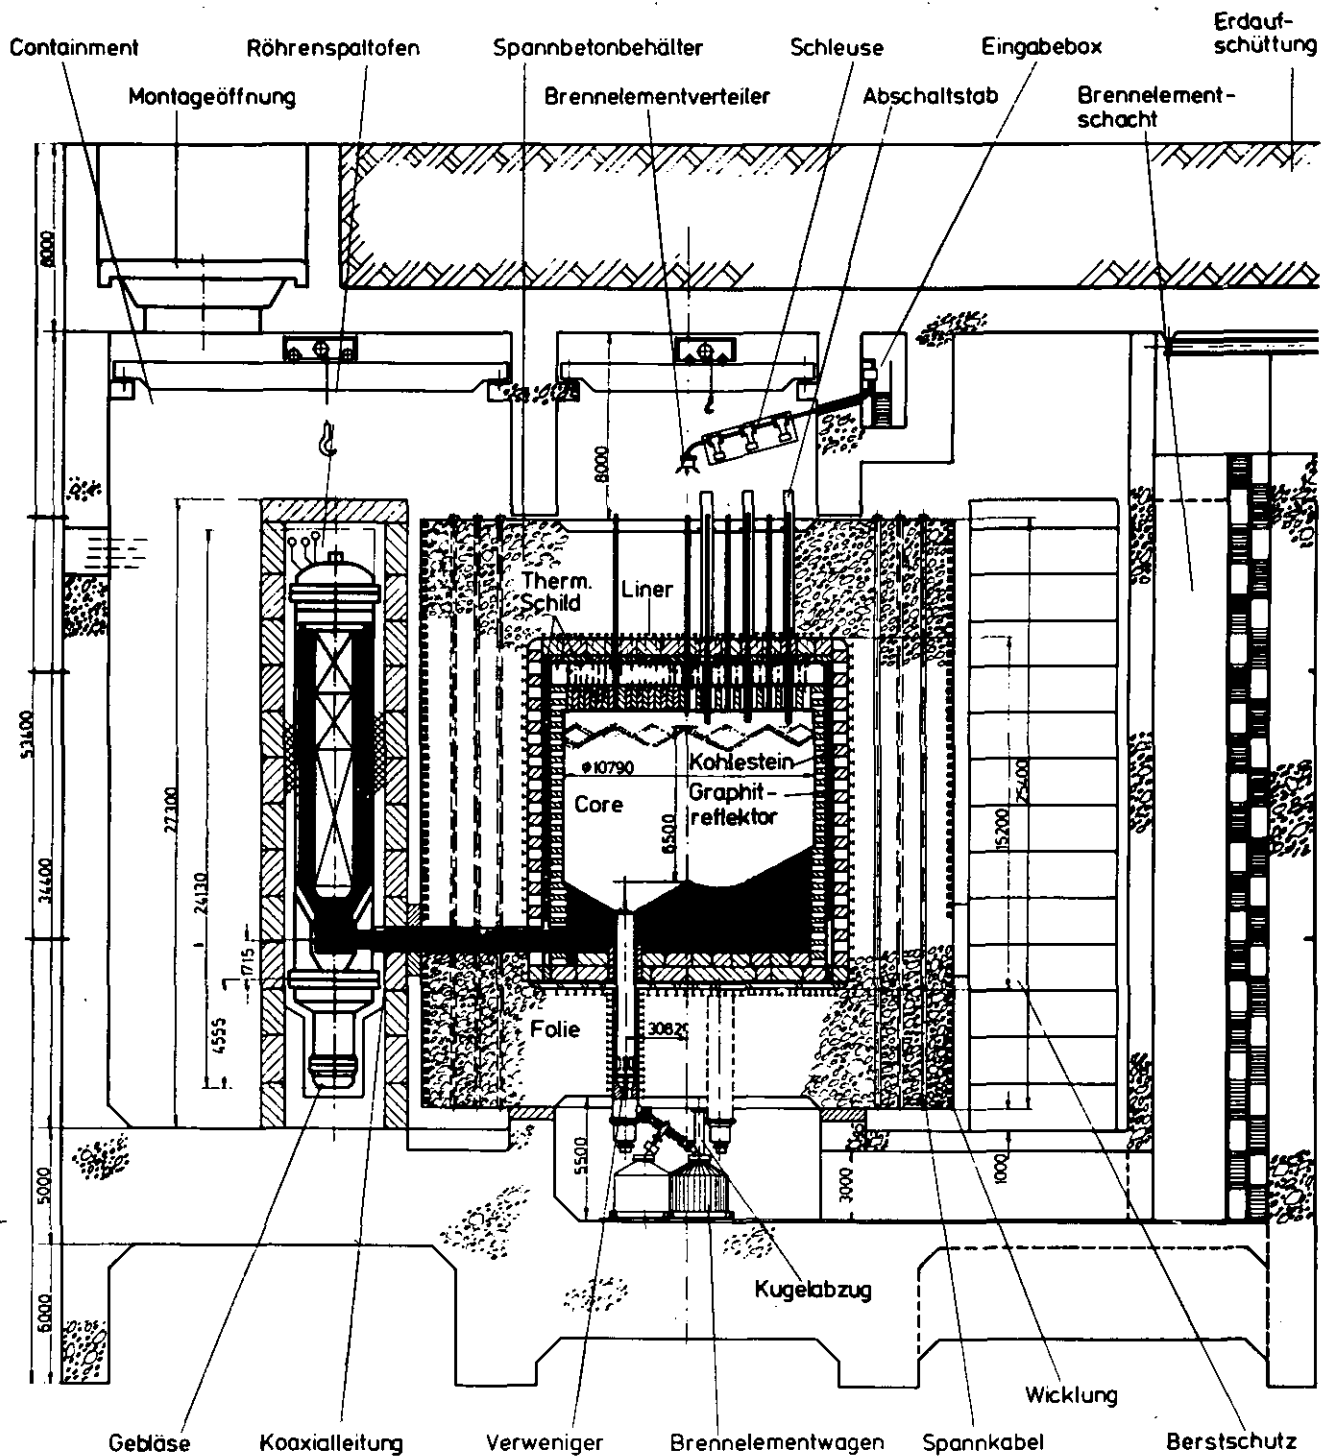 Containment
Röhrenspaltofen
Spannbetonbehälter
Schleuse
Eingabebox
Erdauf-
schüttung
Montageöffnung
Brennelementverteiler
Abschaltstab
Brennelement-
schacht
8000
8000
Therm.
Schild
Liner
53400
27300
24130
34400
1715
4555
ø10790
Kohlestein
Core
Graphit-
reflektor
6500
15200
25400
Folie
30820
5500
3000
1000
5000
6000
Kugelabzug
Wicklung
Gebläse
Koaxialleitung
Verweniger
Brennelementwagen
Spannkabel
Berstschutz